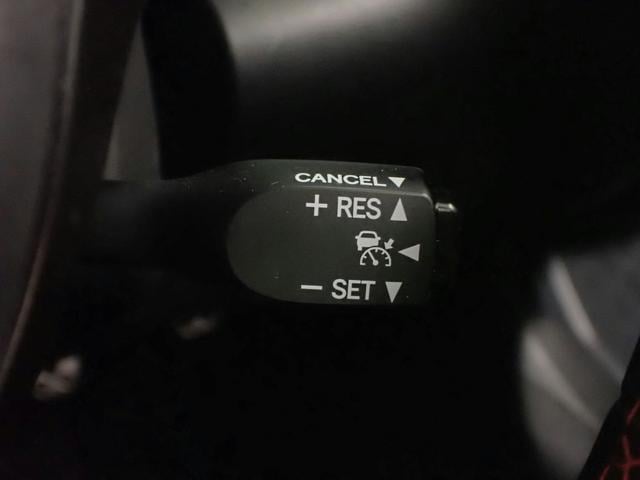 CANCEL▼
+ RES ▲
− SET ▼